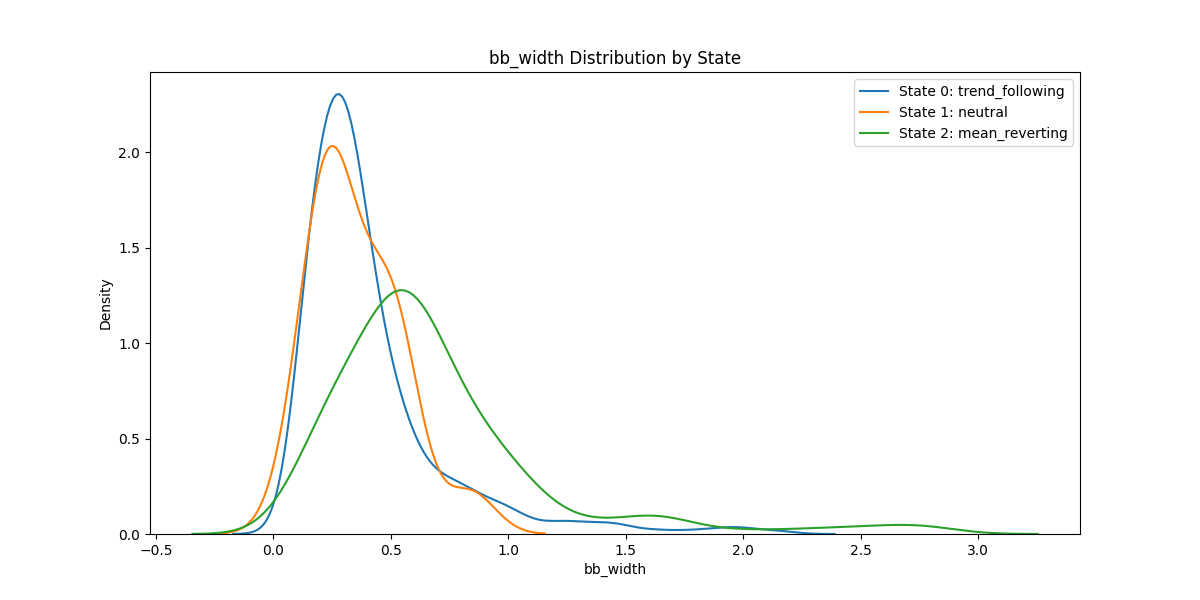 bb_width Distribution by State
State 0: trend_following
State 1: neutral
State 2: mean_reverting
Density
2.0
1.5
1.0
0.5
0.0
−0.5 0.0 0.5 1.0 1.5 2.0 2.5 3.0
bb_width